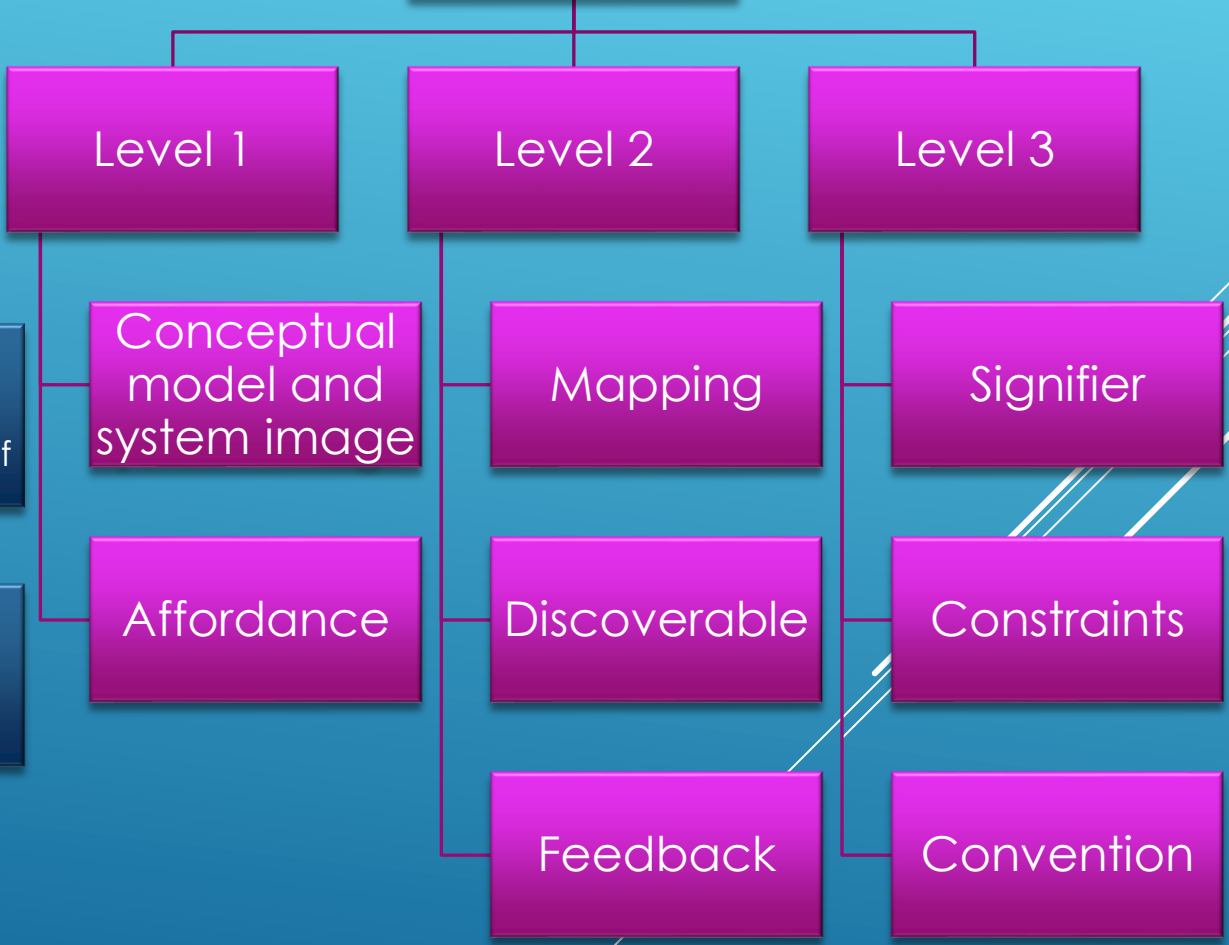 Level 1
Level 2
Level 3
Conceptual
model and
system image
Mapping
Signifier
f
Affordance
Discoverable
Constraints
Feedback
Convention